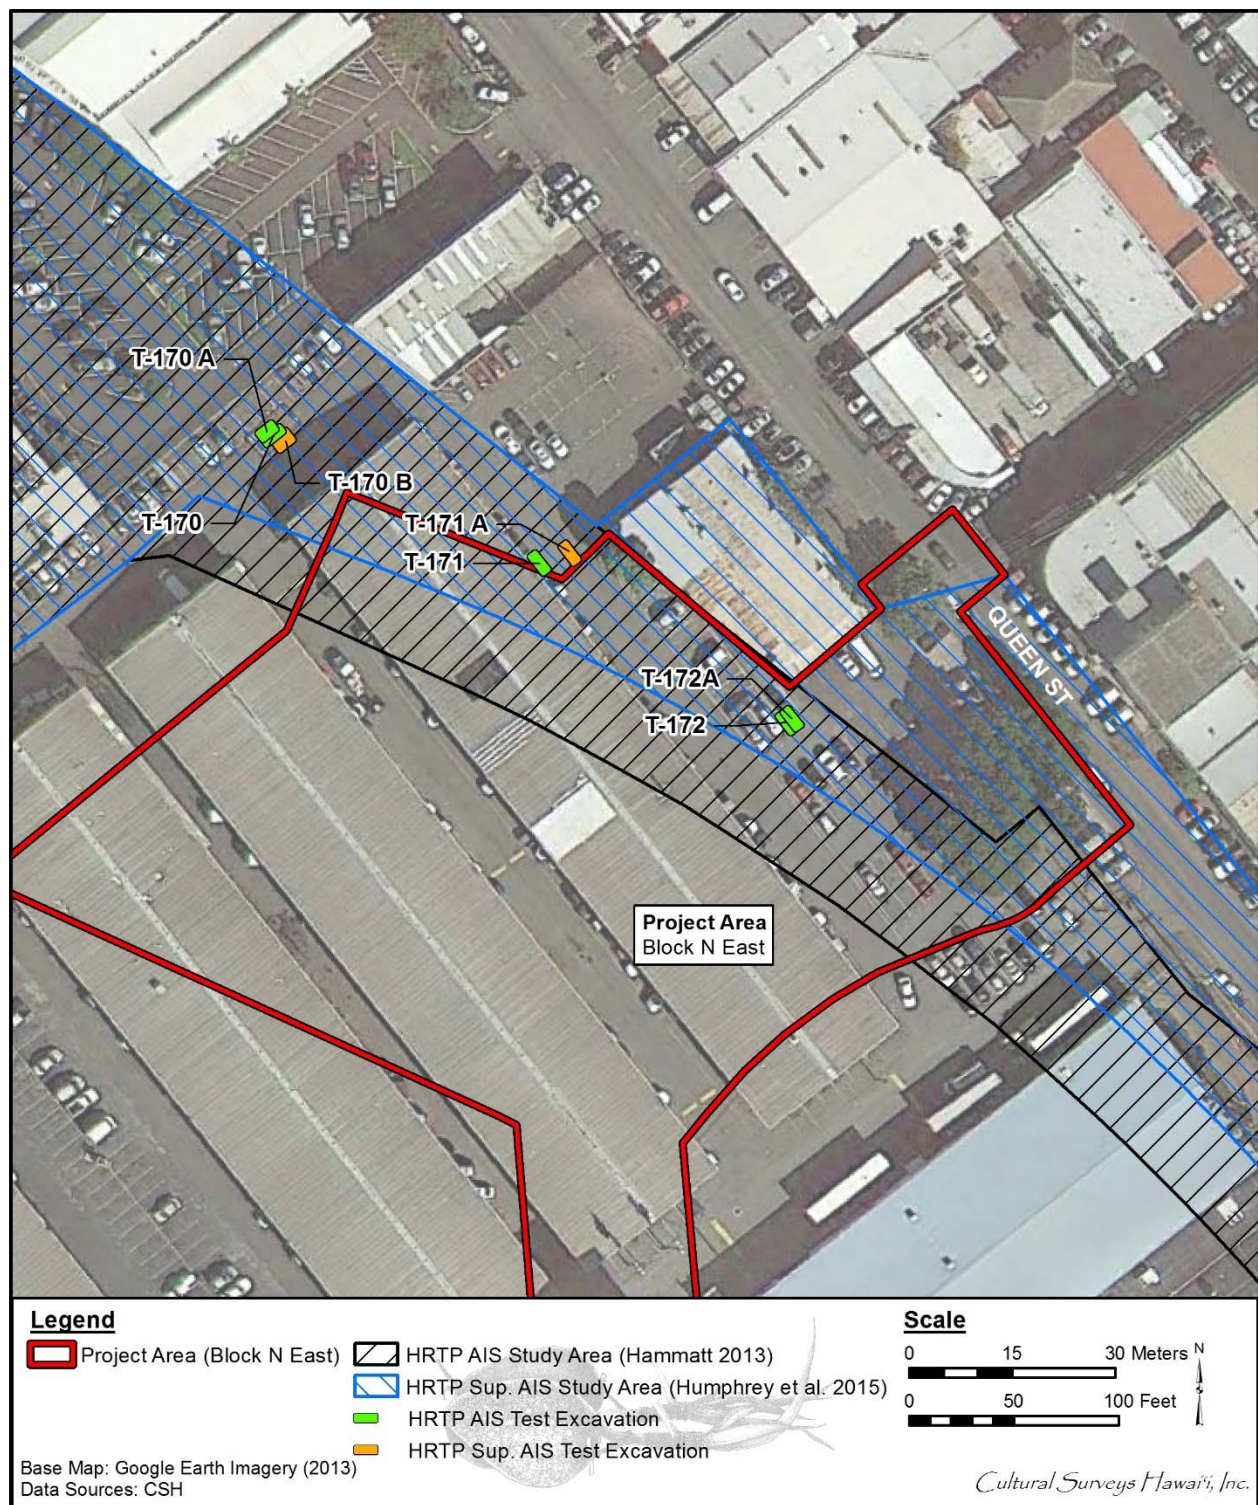 T-170 A
T-170 B
T-170
T-171 A
T-171
QUEEN ST
T-172A
T-172
Project Area
Block N East
Legend
Project Area (Block N East)
HRTP AIS Study Area (Hammatt 2013)
HRTP Sup. AIS Study Area (Humphrey et al. 2015)
HRTP AIS Test Excavation
HRTP Sup. AIS Test Excavation
Base Map: Google Earth Imagery (2013)
Data Sources: CSH
Scale
0 15 30 Meters
0 50 100 Feet
N
Cultural Surveys Hawaiʻi, Inc.